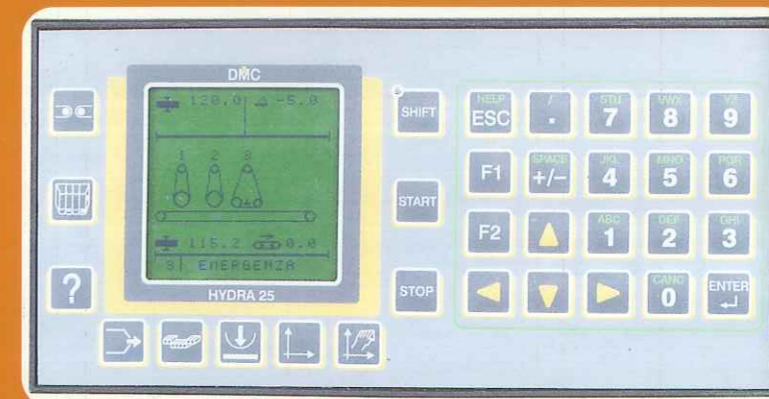 DMC
120.0 -5.0
1 2 3
115.2 0.0
8 EMERGENZA
HYDRA 25
?
SHIFT
START
STOP
HELP / STU VWX YZ
ESC . 7 8 9
SPACE JKL MNO PQR
F1 +/− 4 5 6
ABC DEF GHI
F2 1 2 3
CANC
0 ENTER